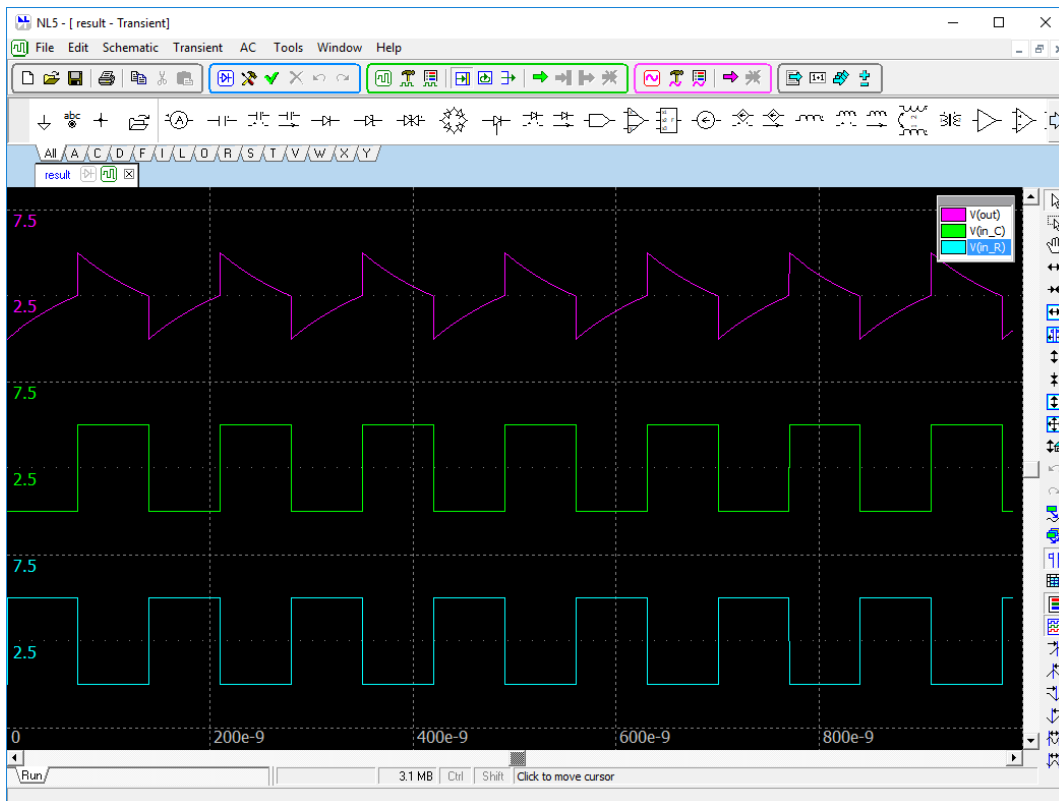 NL5 - [ result - Transient]
File Edit Schematic Transient AC Tools Window Help
abc
All A C D F I L O R S T V W X Y
result
7.5
2.5
V(out)
V(in_C)
V(in_R)
7.5
2.5
7.5
2.5
0 200e-9 400e-9 600e-9 800e-9
Run 3.1 MB Ctrl Shift Click to move cursor